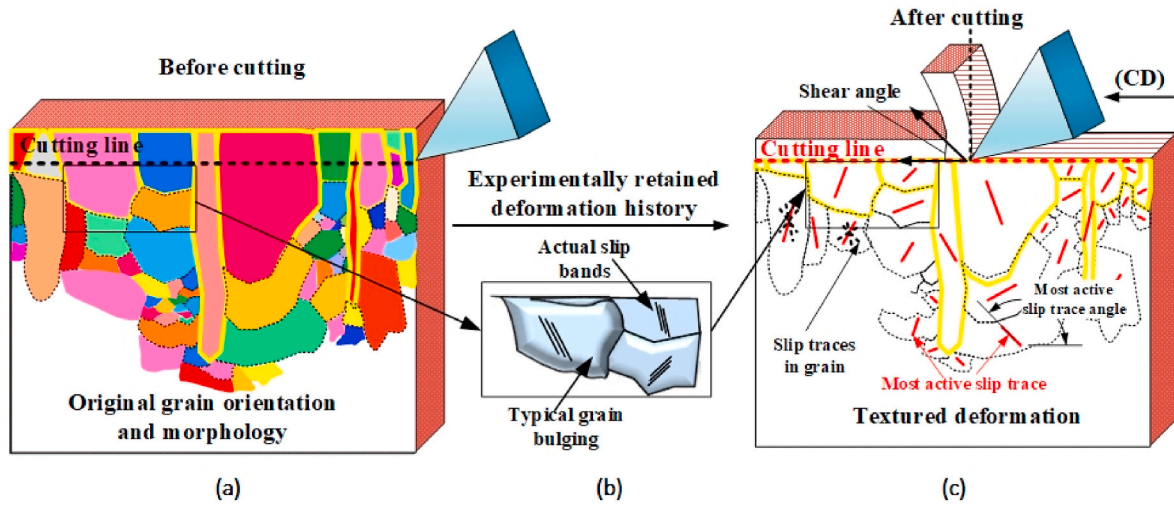 Before cutting
Cutting line
Original grain orientation
and morphology
(a)
Experimentally retained
deformation history
Actual slip
bands
Typical grain
bulging
(b)
After cutting
Shear angle
(CD)
Cutting line
Most active
slip trace angle
Slip traces
in grain
Most active slip trace
Textured deformation
(c)